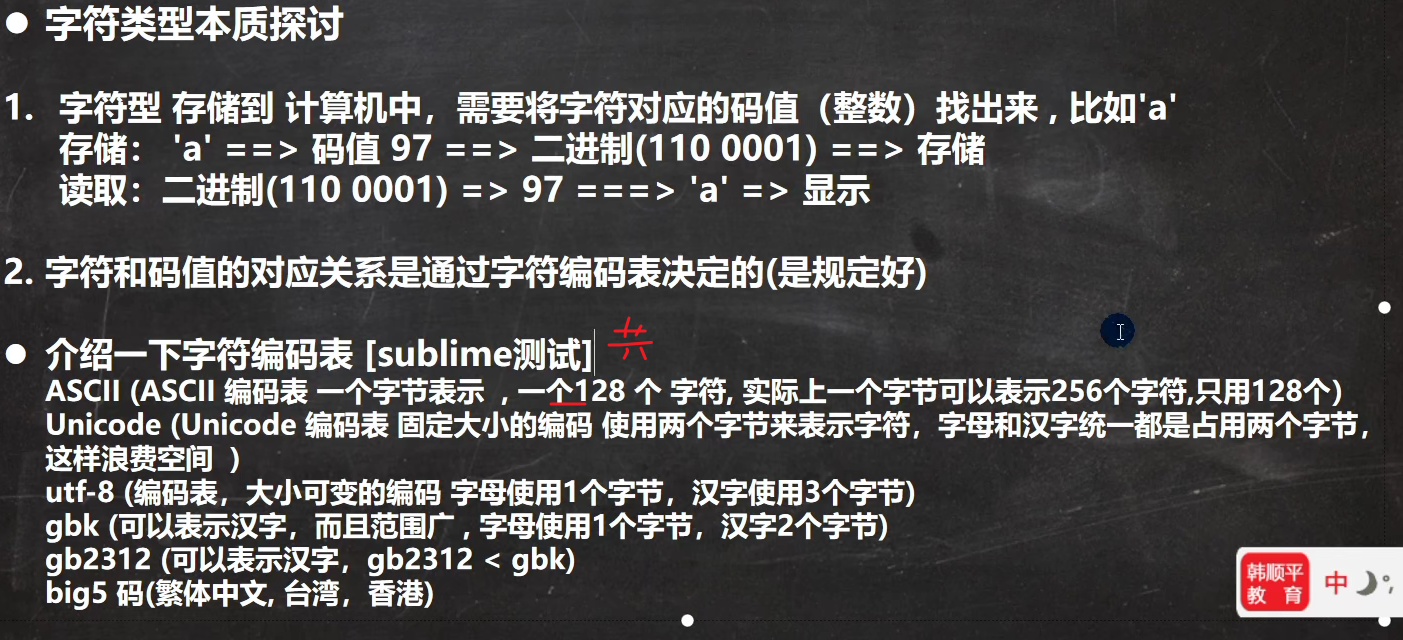 ● 字符类型本质探讨
1. 字符型 存储到 计算机中，需要将字符对应的码值（整数）找出来 , 比如'a'
存储： 'a' ==> 码值 97 ==> 二进制(110 0001) ==> 存储
读取：二进制(110 0001) => 97 ===> 'a' => 显示
2. 字符和码值的对应关系是通过字符编码表决定的(是规定好)
● 介绍一下字符编码表 [sublime测试] 共
ASCII (ASCII 编码表 一个字节表示 , 一个128 个 字符, 实际上一个字节可以表示256个字符,只用128个)
Unicode (Unicode 编码表 固定大小的编码 使用两个字节来表示字符，字母和汉字统一都是占用两个字节，
这样浪费空间 )
utf-8 (编码表，大小可变的编码 字母使用1个字节，汉字使用3个字节)
gbk (可以表示汉字，而且范围广 , 字母使用1个字节，汉字2个字节)
gb2312 (可以表示汉字，gb2312 < gbk)
big5 码(繁体中文, 台湾，香港)
韩顺平
教 育
中